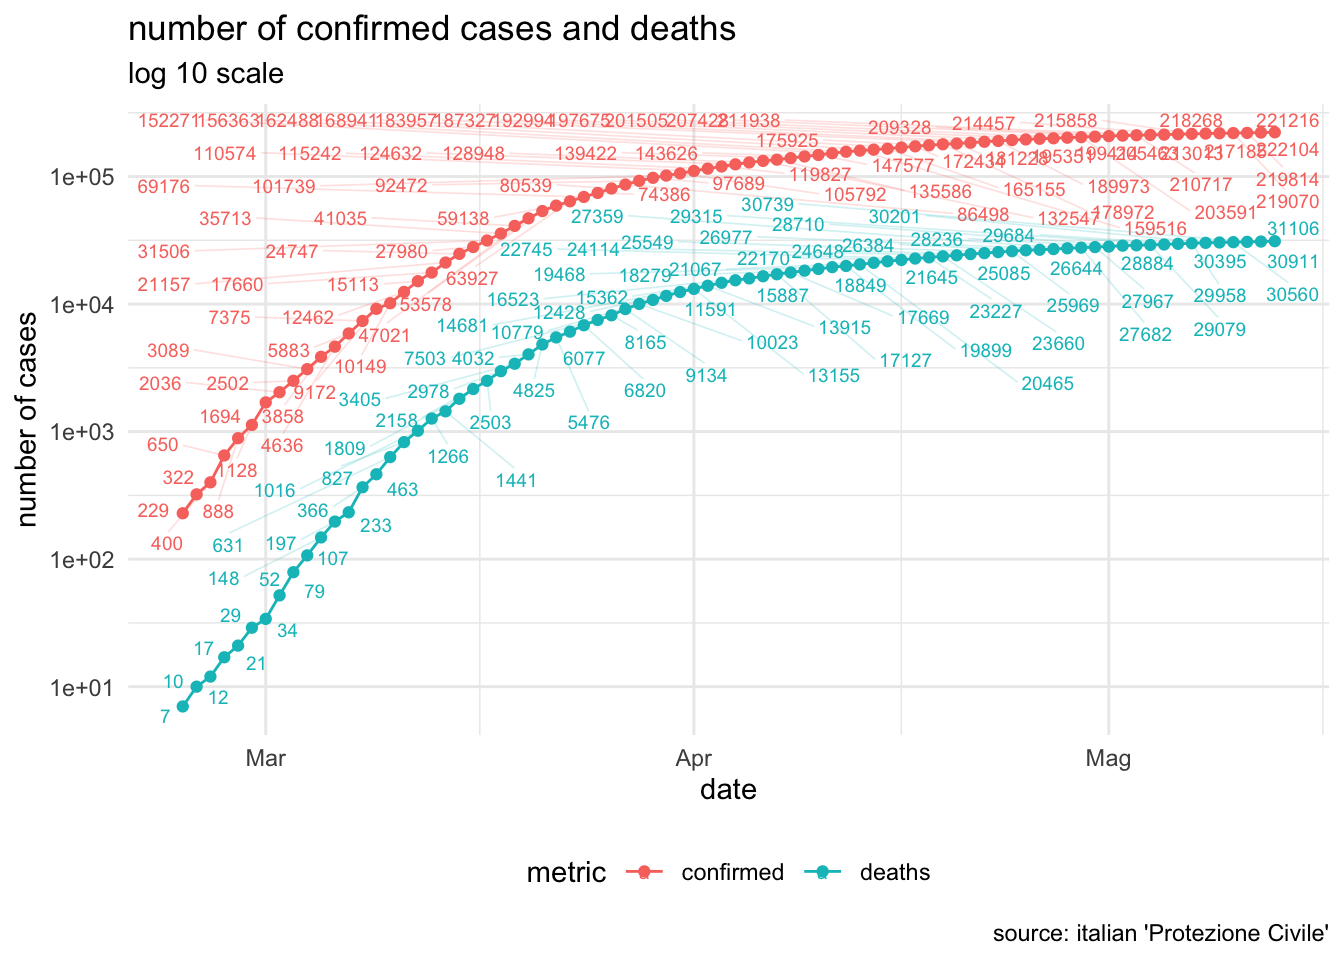 number of confirmed cases and deaths
log 10 scale
152271 156363 162488 168941 183957 187327 192994 197675 201505 207428 211938 209328 214457 215858 218268 221216
175925
110574 115242 124632 128948 139422 143626 147577 172434 181228 195351 199414 205463 213013 217185 222104
119827
69176 101739 92472 80539 74386 97689 105792 135586 165155 189973 210717 219814
35713 41035 59138 86498 132547 178972 159516 203591 219070
27359 29315 30739 28710 30201 29684 31106
31506 24747 27980 22745 24114 25549 26977 24648 26384 28236
21157 17660 15113 63927 19468 18279 21067 22170 18849 21645 25085 26644 28884 30395 30911
7375 12462 53578 16523 15362 15887 25969 27967 29958 30560
47021 14681 10779 12428 11591 13915 17669 23227 27682 29079
3089 5883 10149 7503 4032 6077 8165 10023 17127 19899 23660
2036 2502 9172 3405 2978 4825 6820 9134 13155 20465
1694 3858 2158 2503 5476
650 1128 4636 1809 1266
322 1016 827 1441
229 888 366 463
400 631 197 233
148 52 107
29 79
17 34
10 21
7 12
1e+05
1e+04
1e+03
1e+02
1e+01
number of cases
Mar Apr Mag
date
metric confirmed deaths
source: italian 'Protezione Civile'